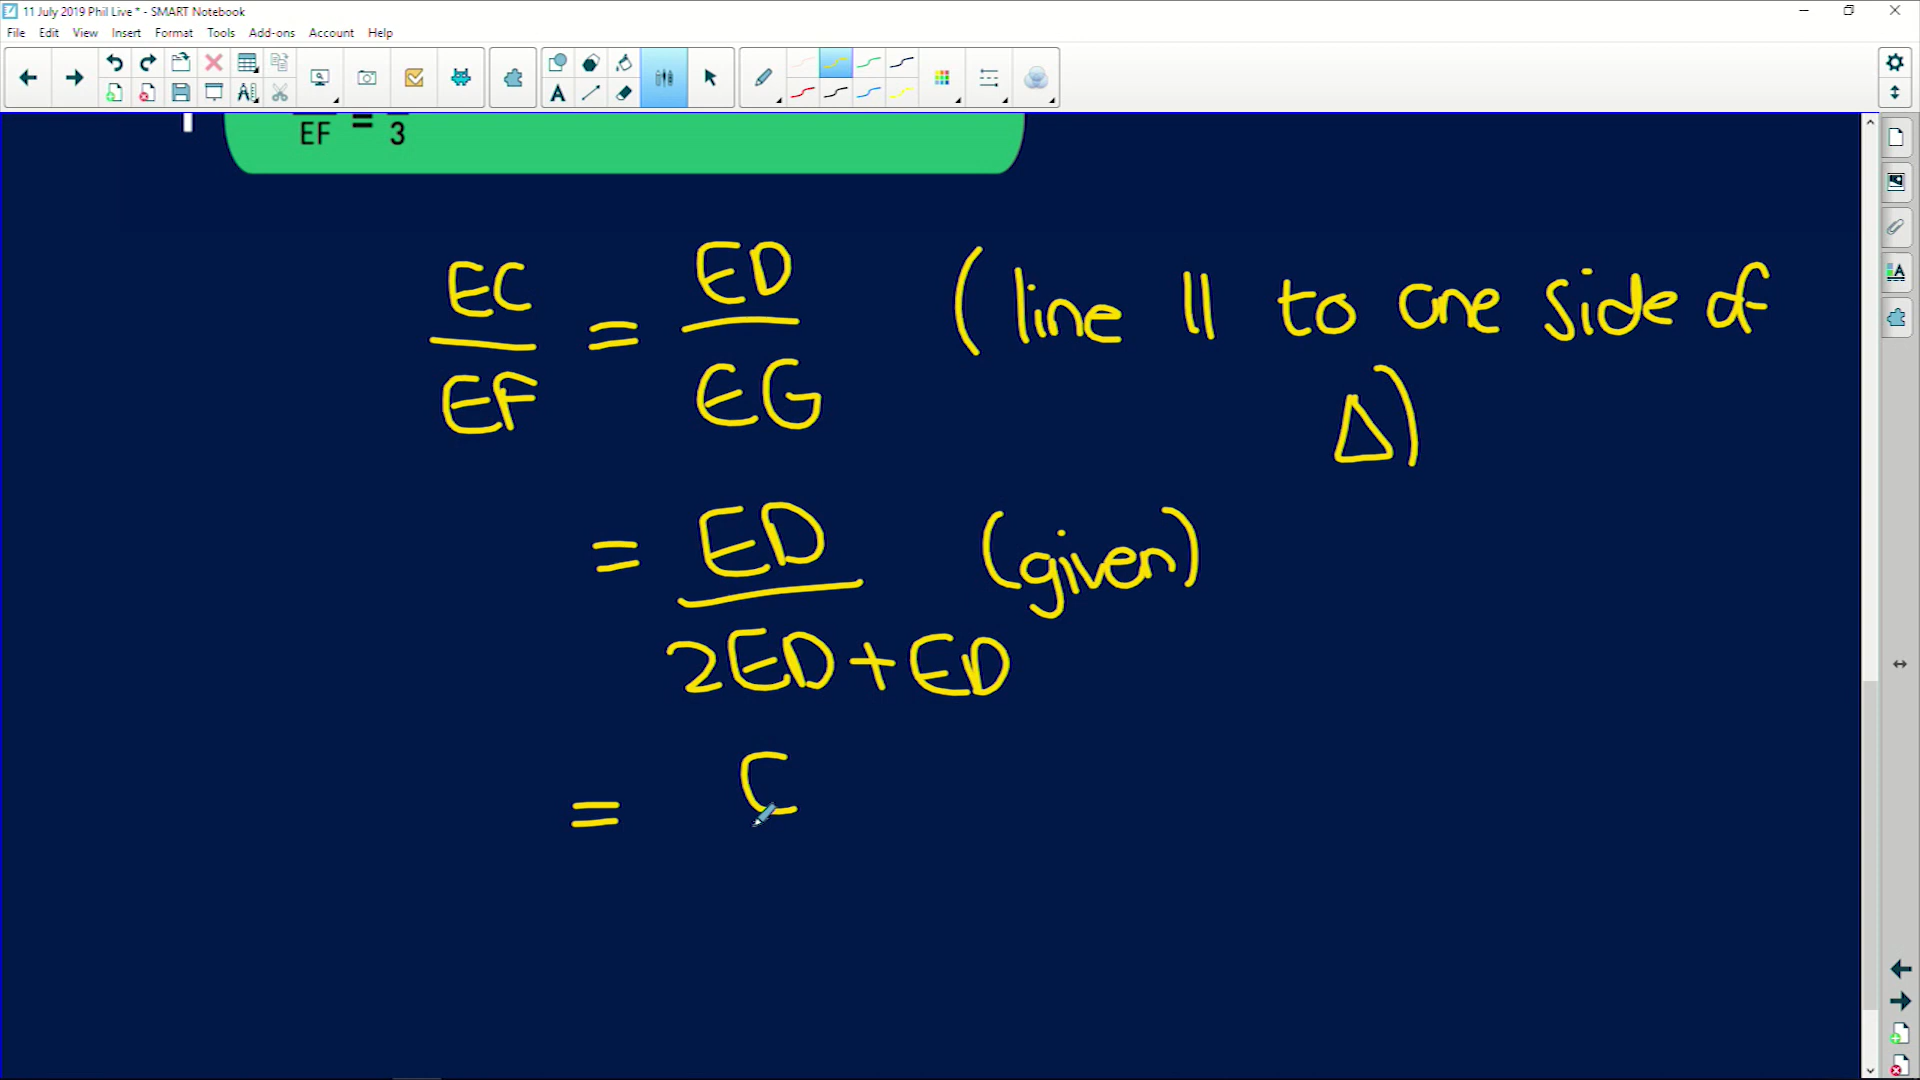 11 July 2019 Phil Live * - SMART Notebook
File Edit View Insert Format Tools Add-ons Account Help
EF = 3
EC/EF = ED/EG (line || to one side of
Δ)
= ED/2ED+ED (given)
=